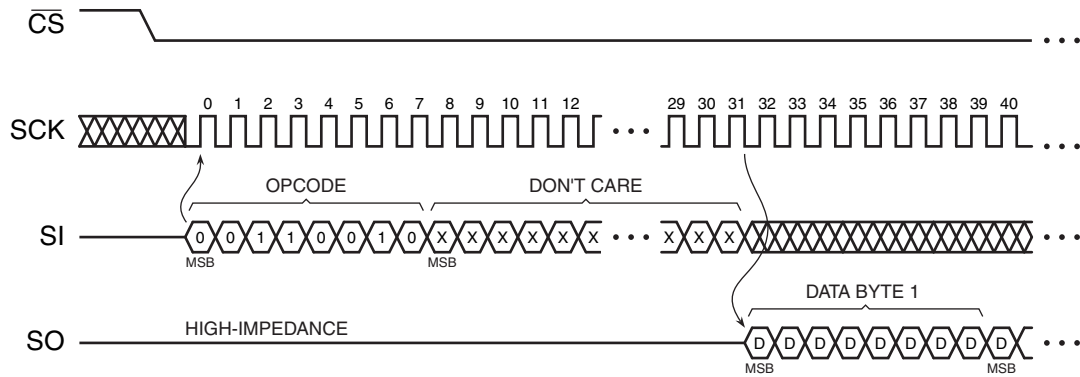 CS
0 1 2 3 4 5 6 7 8 9 10 11 12 29 30 31 32 33 34 35 36 37 38 39 40
SCK
OPCODE DON'T CARE
SI 0 0 1 1 0 0 1 0 X X X X X X X X X
MSB MSB
DATA BYTE 1
HIGH-IMPEDANCE
SO D D D D D D D D D
MSB MSB